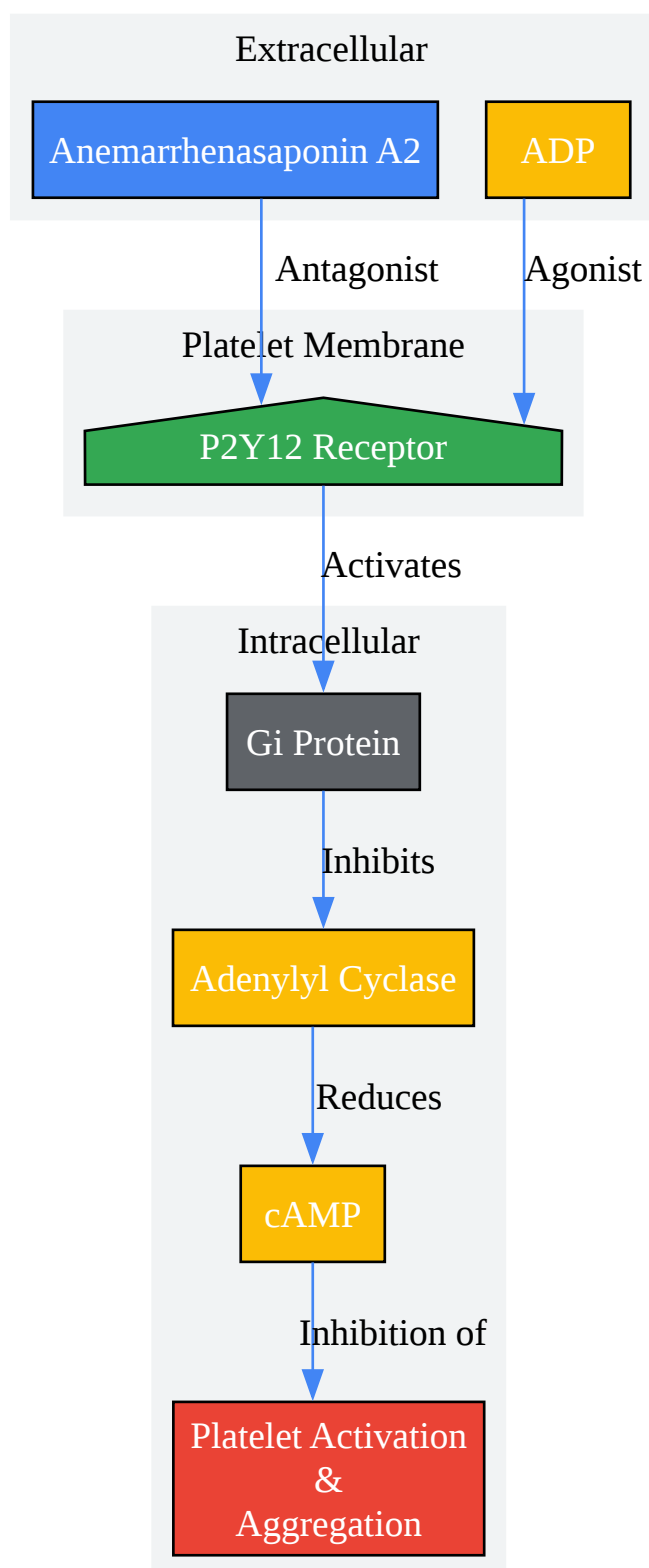 Extracellular
Anemarrhenasaponin A2
ADP
Antagonist
Agonist
Platelet Membrane
P2Y12 Receptor
Activates
Intracellular
Gi Protein
Inhibits
Adenylyl Cyclase
Reduces
cAMP
Inhibition of
Platelet Activation
&
Aggregation